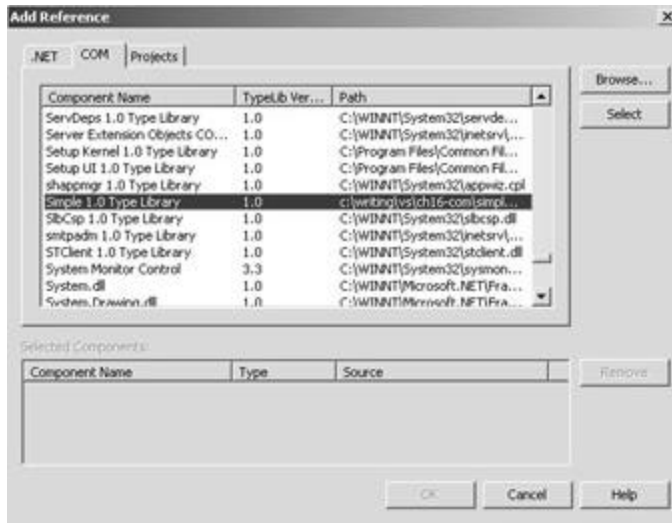 Add Reference
.NET COM Projects
Browse...
Select
Component Name TypeLib Ver... Path
ServDeps 1.0 Type Library 1.0 C:\WINNT\System32\servde...
Server Extension Objects CO... 1.0 C:\WINNT\System32\inetsrv\,...
Setup Kernel 1.0 Type Library 1.0 C:\Program Files\Common Fil...
Setup UI 1.0 Type Library 1.0 C:\Program Files\Common Fil...
shappmgr 1.0 Type Library 1.0 C:\WINNT\System32\appwiz.cpl
Simple 1.0 Type Library 1.0 c:\writing\vs\ch16-com\simpl...
SlbCsp 1.0 Type Library 1.0 C:\WINNT\System32\slbcsp.dll
smtpadm 1.0 Type Library 1.0 C:\WINNT\System32\inetsrv\,...
STClient 1.0 Type Library 1.0 C:\WINNT\System32\stclient.dll
System Monitor Control 3.3 C:\WINNT\System32\sysmon...
System.dll 1.0 C:\WINNT\Microsoft.NET\Fra...
System.Drawing.dll 1.0 C:\WINNT\Microsoft.NET\Fra...
Selected Components:
Component Name Type Source
Remove
OK Cancel Help